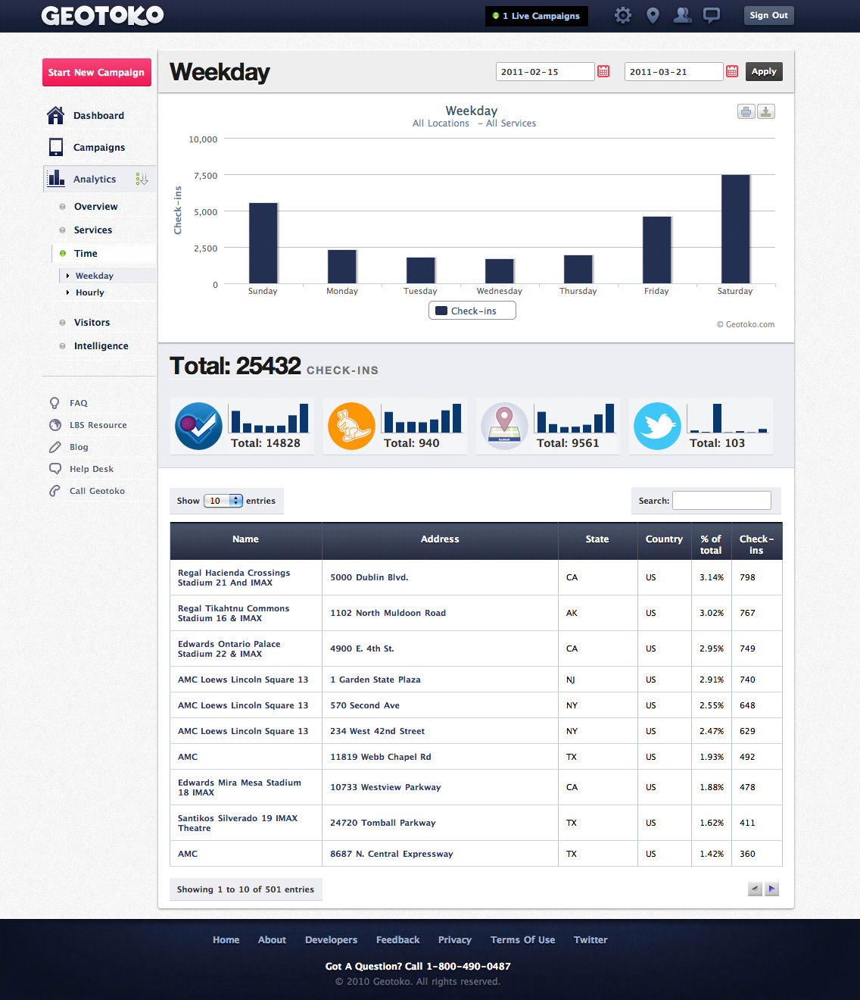 GEOTOKO
1 Live Campaigns
Sign Out
Start New Campaign
Dashboard
Campaigns
Analytics
Overview
Services
Time
Weekday
Hourly
Visitors
Intelligence
FAQ
LBS Resource
Blog
Help Desk
Call Geotoko
Weekday
2011-02-15
2011-03-21
Apply
Weekday
All Locations - All Services
10,000
7,500
5,000
2,500
0
Check-ins
Sunday Monday Tuesday Wednesday Thursday Friday Saturday
Check-ins
© Geotoko.com
Total: 25432 CHECK-INS
Total: 14828
Total: 940
facebook
Total: 9561
Total: 103
Show 10 entries
Search:
Name Address State Country % of total Check-ins
Regal Hacienda Crossings
Stadium 21 And IMAX
5000 Dublin Blvd. CA US 3.14% 798
Regal Tikahtnu Commons
Stadium 16 & IMAX
1102 North Muldoon Road AK US 3.02% 767
Edwards Ontario Palace
Stadium 22 & IMAX
4900 E. 4th St. CA US 2.95% 749
AMC Loews Lincoln Square 13 1 Garden State Plaza NJ US 2.91% 740
AMC Loews Lincoln Square 13 570 Second Ave NY US 2.55% 648
AMC Loews Lincoln Square 13 234 West 42nd Street NY US 2.47% 629
AMC 11819 Webb Chapel Rd TX US 1.93% 492
Edwards Mira Mesa Stadium
18 IMAX
10733 Westview Parkway CA US 1.88% 478
Santikos Silverado 19 IMAX
Theatre
24720 Tomball Parkway TX US 1.62% 411
AMC 8687 N. Central Expressway TX US 1.42% 360
Showing 1 to 10 of 501 entries
Home About Developers Feedback Privacy Terms Of Use Twitter
Got A Question? Call 1-800-490-0487
© 2010 Geotoko. All rights reserved.